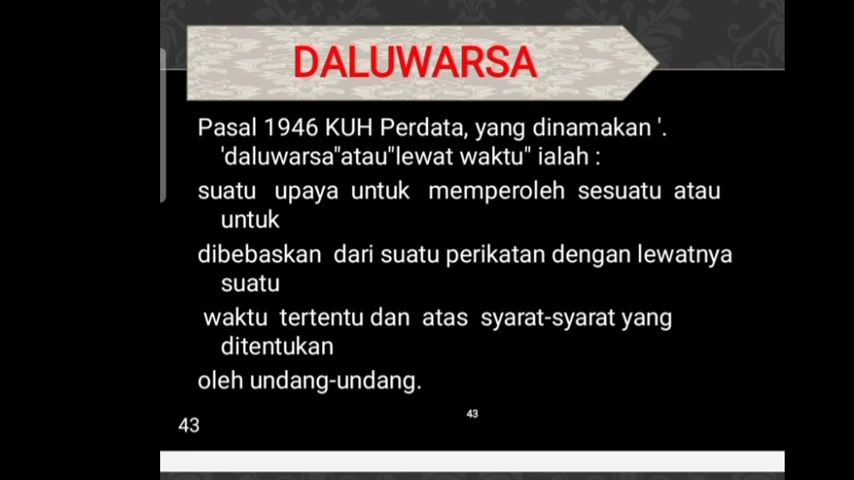 DALUWARSA
Pasal 1946 KUH Perdata, yang dinamakan '.
'daluwarsa"atau"lewat waktu" ialah :
suatu upaya untuk memperoleh sesuatu atau
untuk
dibebaskan dari suatu perikatan dengan lewatnya
suatu
waktu tertentu dan atas syarat-syarat yang
ditentukan
oleh undang-undang.
43
43